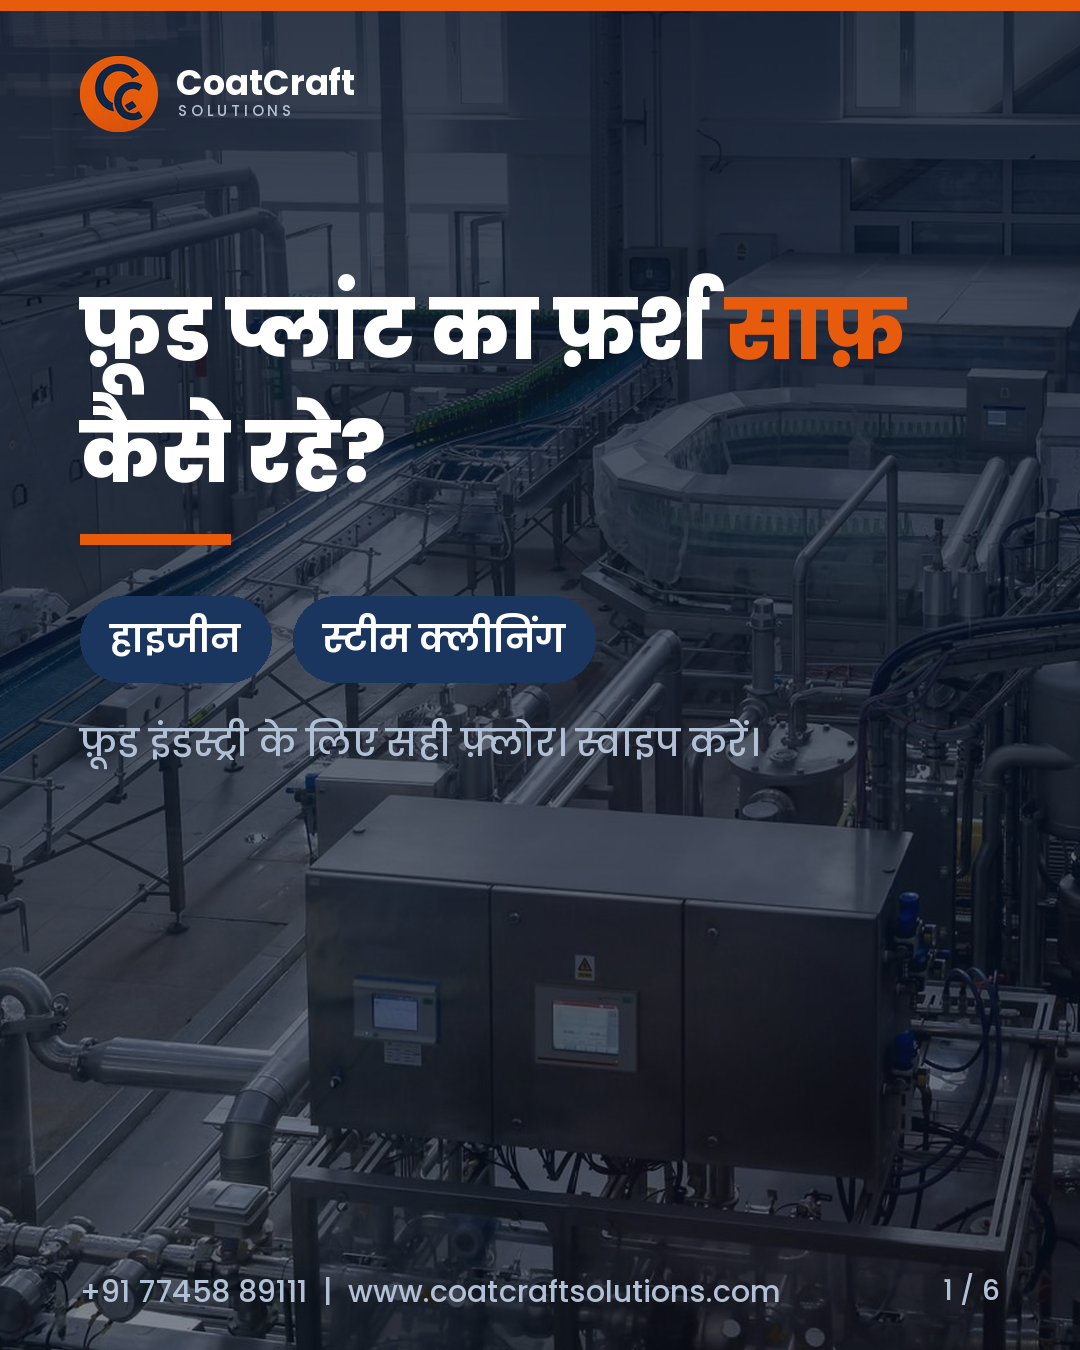 CoatCraft
SOLUTIONS
फ़ूड प्लांट का फ़र्श साफ़
कैसे रहे?
हाइजीन
स्टीम क्लीनिंग
फ़ूड इंडस्ट्री के लिए सही फ़्लोर। स्वाइप करें।
+91 77458 89111 | www.coatcraftsolutions.com
1 / 6